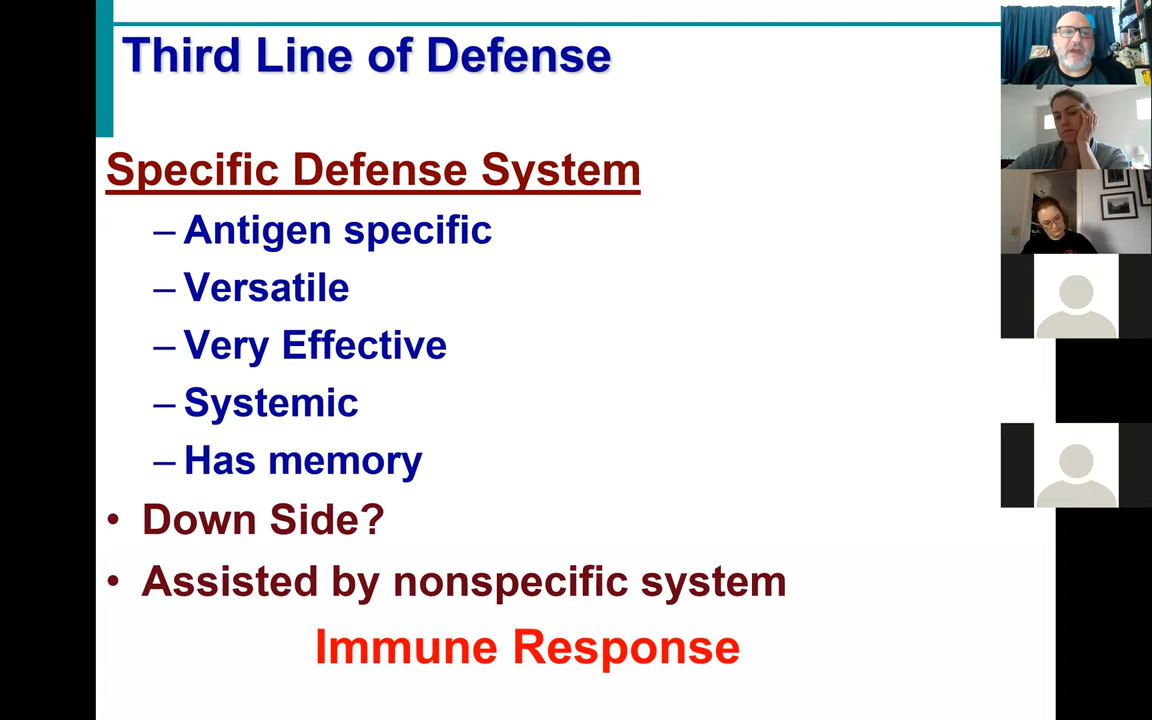 Third Line of Defense
Specific Defense System
– Antigen specific
– Versatile
– Very Effective
– Systemic
– Has memory
• Down Side?
• Assisted by nonspecific system
Immune Response